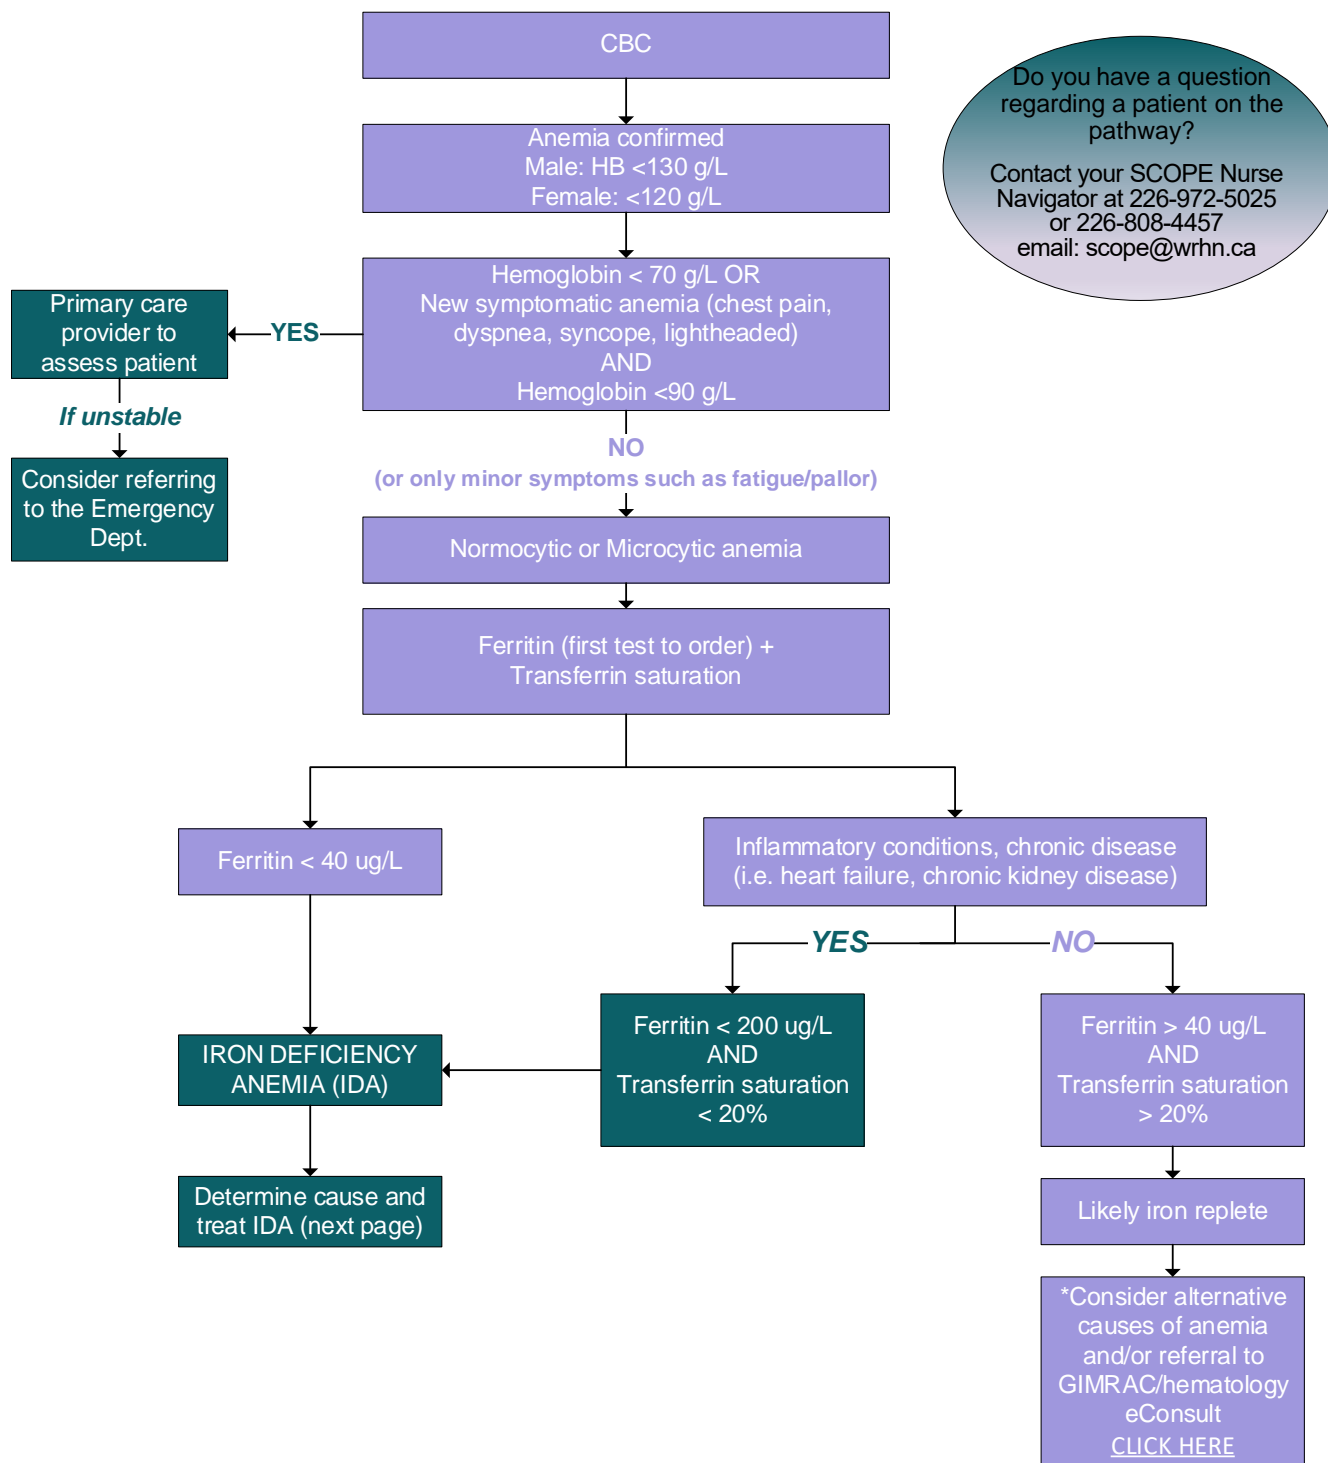 CBC
Do you have a question
regarding a patient on the
pathway?
Contact your SCOPE Nurse
Navigator at 226-972-5025
or 226-808-4457
email: scope@wrhn.ca
Anemia confirmed
Male: HB <130 g/L
Female: <120 g/L
Hemoglobin < 70 g/L OR
New symptomatic anemia (chest pain,
dyspnea, syncope, lightheaded)
AND
Hemoglobin <90 g/L
YES
Primary care
provider to
assess patient
If unstable
Consider referring
to the Emergency
Dept.
NO
(or only minor symptoms such as fatigue/pallor)
Normocytic or Microcytic anemia
Ferritin (first test to order) +
Transferrin saturation
Ferritin < 40 ug/L
Inflammatory conditions, chronic disease
(i.e. heart failure, chronic kidney disease)
YES
NO
IRON DEFICIENCY
ANEMIA (IDA)
Ferritin < 200 ug/L
AND
Transferrin saturation
< 20%
Ferritin > 40 ug/L
AND
Transferrin saturation
> 20%
Determine cause and
treat IDA (next page)
Likely iron replete
*Consider alternative
causes of anemia
and/or referral to
GIMRAC/hematology
eConsult
CLICK HERE